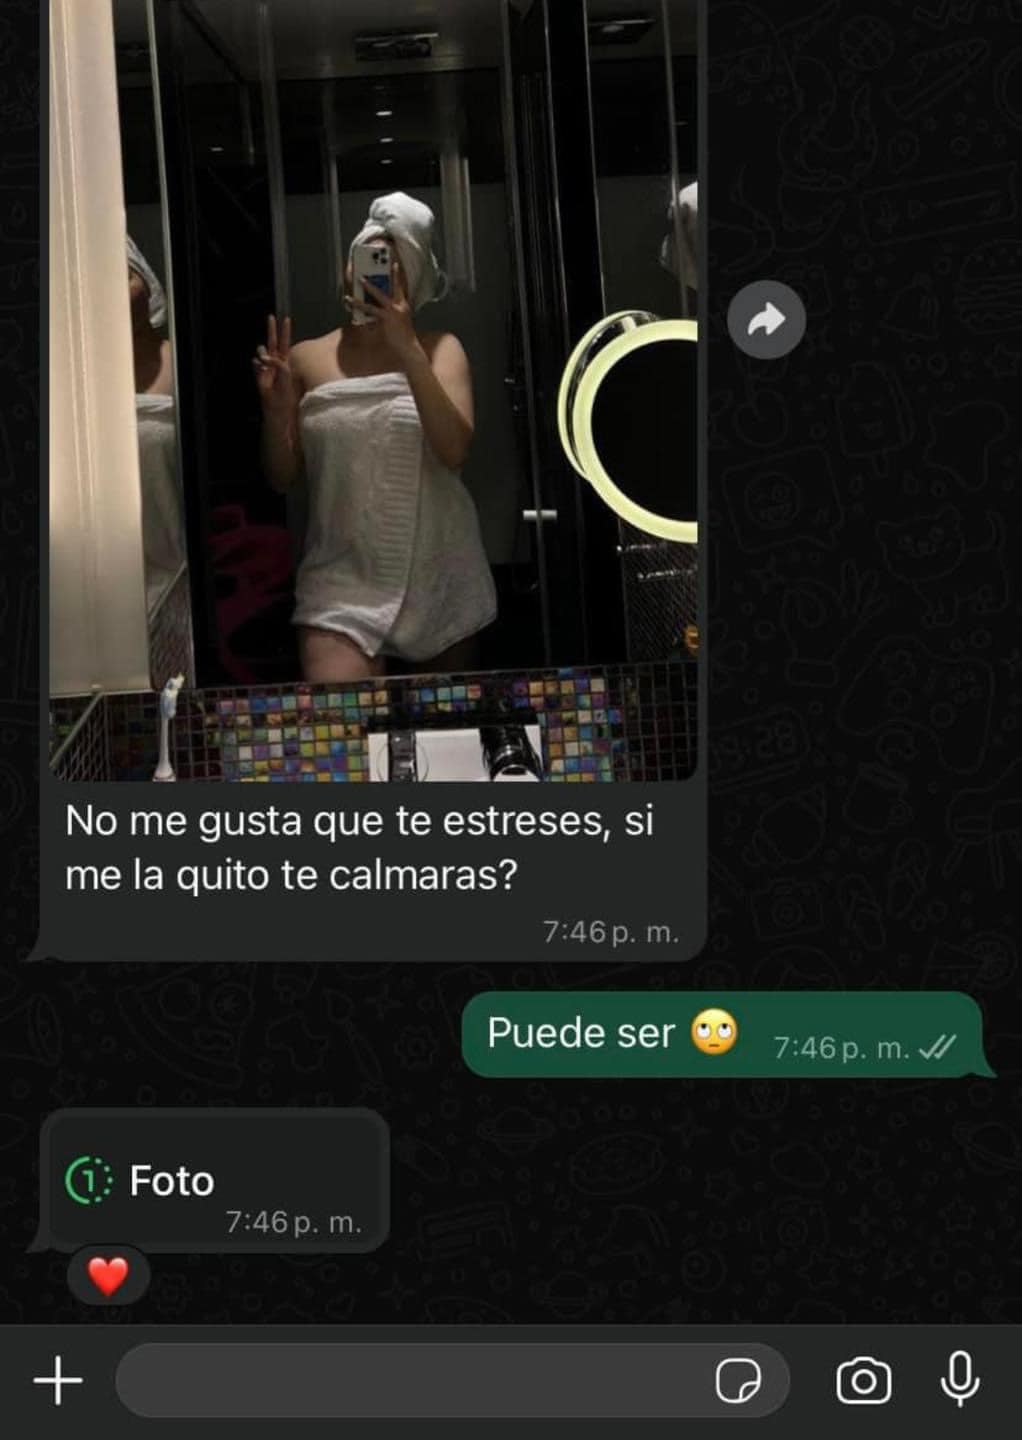 No me gusta que te estreses, si
me la quito te calmaras?
7:46 p. m.
Puede ser 🙄 7:46 p. m.
1 Foto
7:46 p. m.
❤️